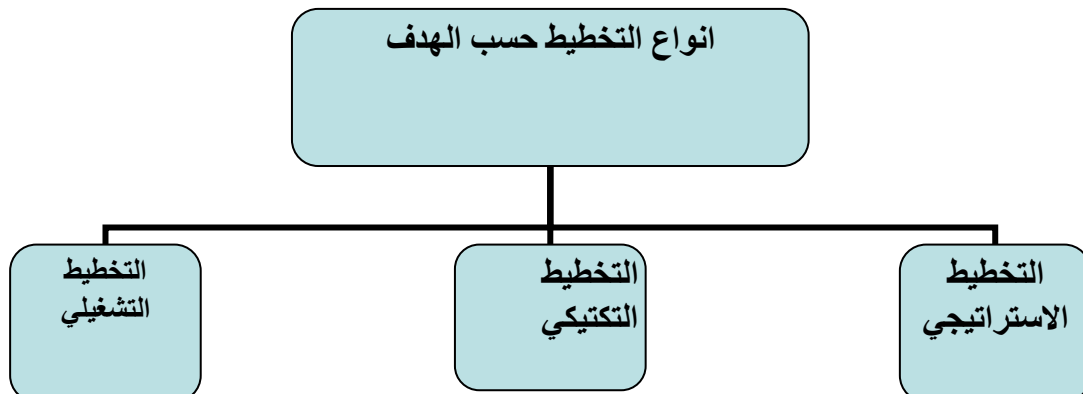 انواع التخطيط حسب الهدف
التخطيط
الاستراتيجي
التخطيط
التكتيكي
التخطيط
التشغيلي